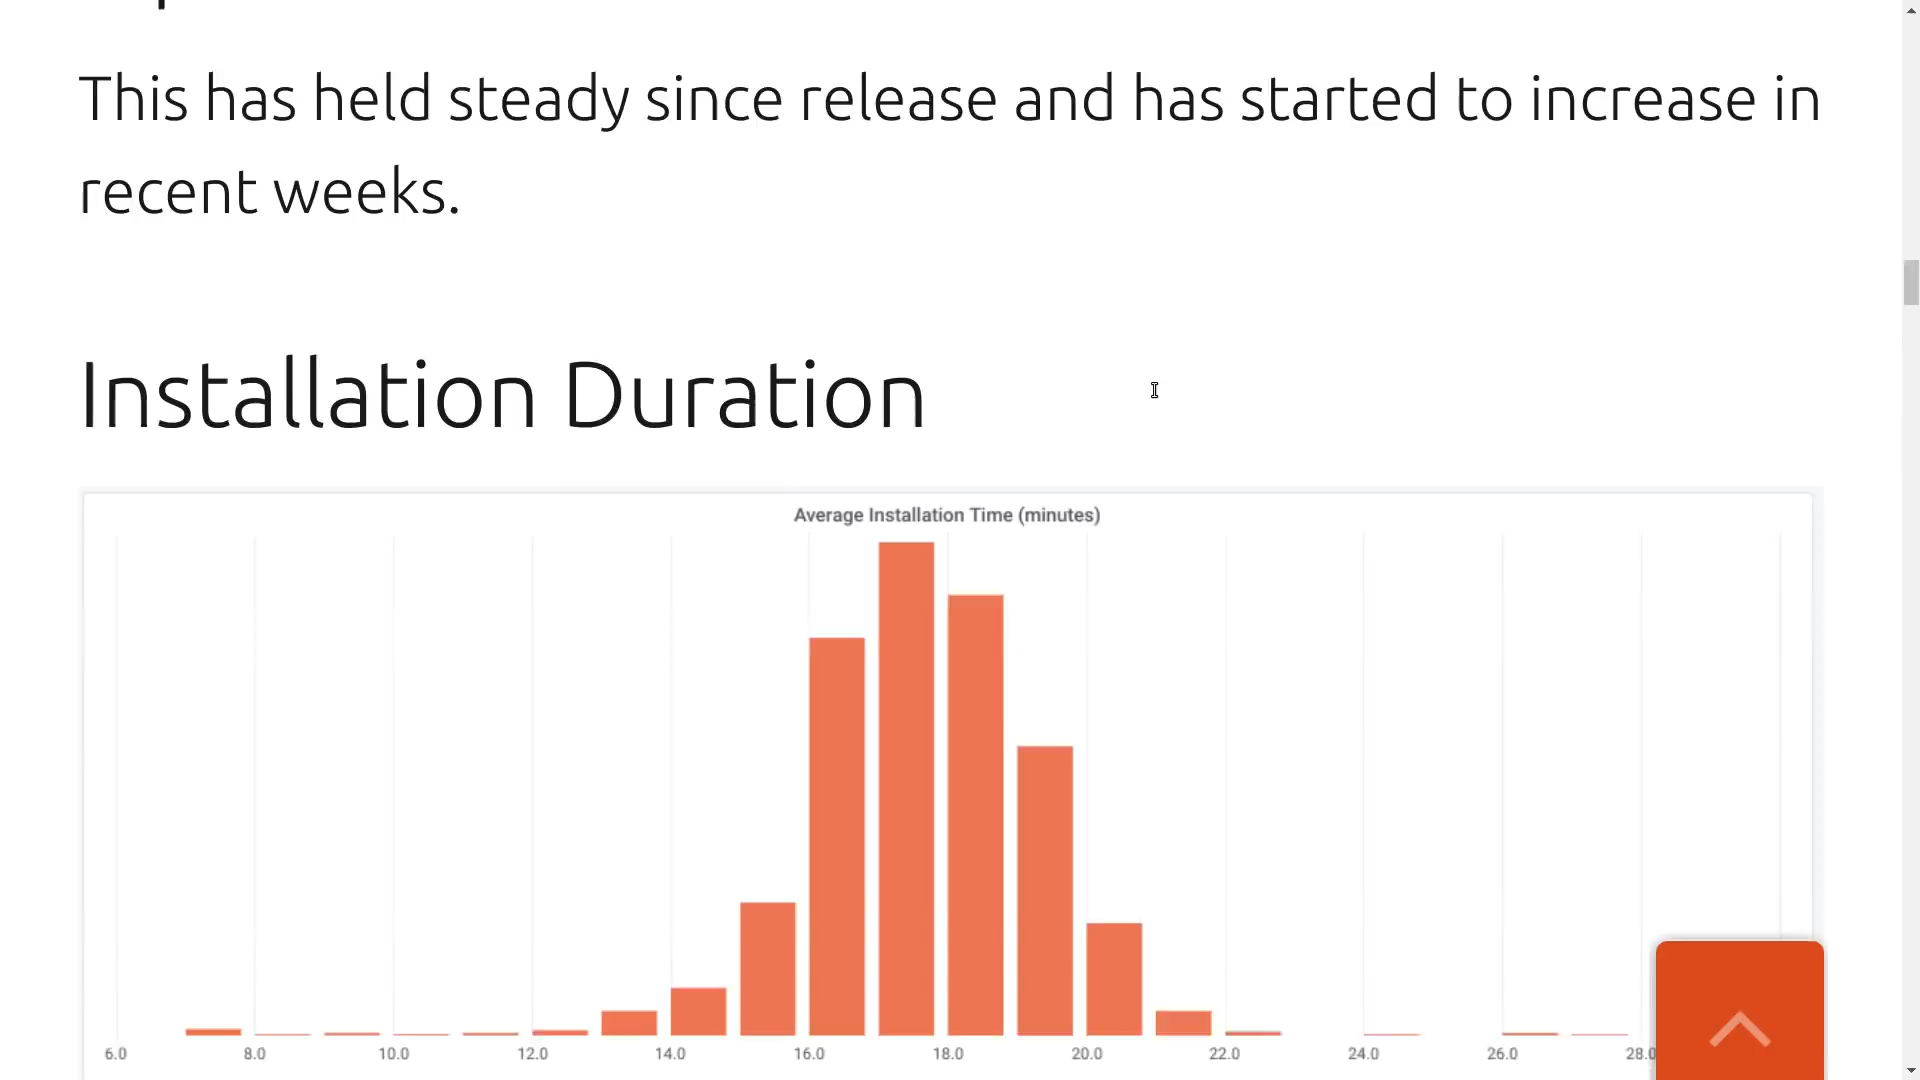 This has held steady since release and has started to increase in
recent weeks.
Installation Duration
Average Installation Time (minutes)
6.0 8.0 10.0 12.0 14.0 16.0 18.0 20.0 22.0 24.0 26.0 28.0